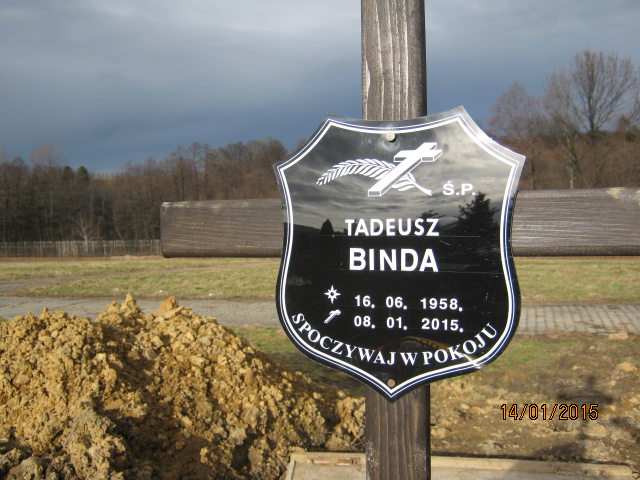 Ś.P.
TADEUSZ
BINDA
16. 06. 1958.
08. 01. 2015.
SPOCZYWAJ W POKOJU
14/01/2015